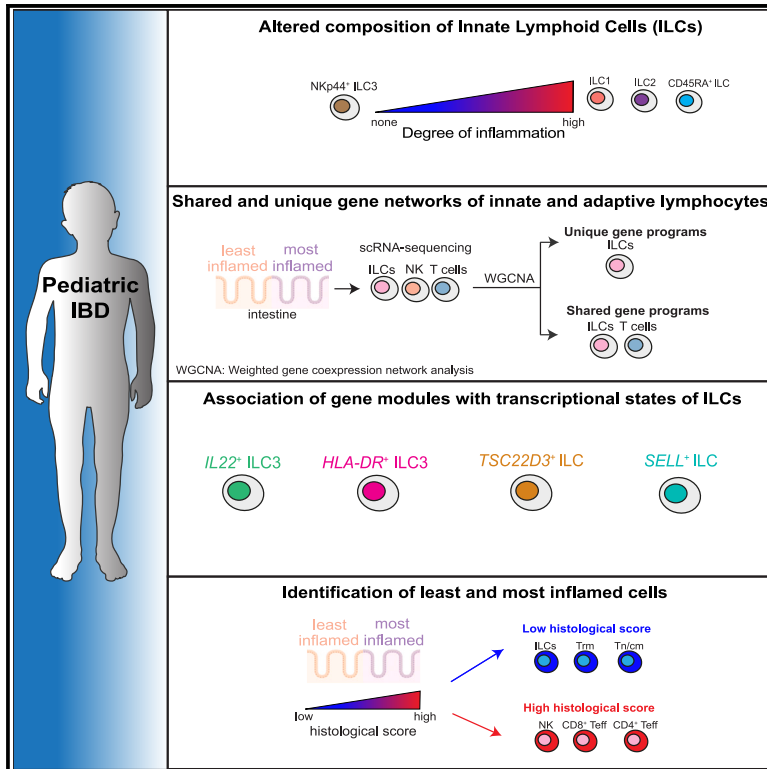 Pediatric
IBD
Altered composition of Innate Lymphoid Cells (ILCs)
NKp44⁺ ILC3
none
high
Degree of inflammation
ILC1
ILC2
CD45RA⁺ ILC
Shared and unique gene networks of innate and adaptive lymphocytes
least
inflamed
most
inflamed
intestine
scRNA-sequencing
ILCs NK T cells
WGCNA
Unique gene programs
ILCs
Shared gene programs
ILCs T cells
WGCNA: Weighted gene coexpression network analysis
Association of gene modules with transcriptional states of ILCs
IL22⁺ ILC3
HLA-DR⁺ ILC3
TSC22D3⁺ ILC
SELL⁺ ILC
Identification of least and most inflamed cells
least
inflamed
most
inflamed
low
high
histological score
Low histological score
ILCs Trm Tn/cm
High histological score
NK CD8⁺ Teff CD4⁺ Teff